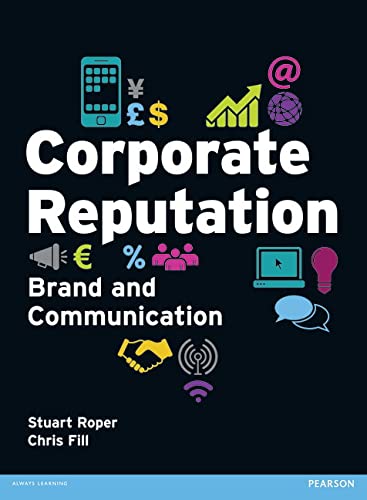 ¥
@
£$
Corporate
Reputation
€
%
Brand and
Communication
Stuart Roper
Chris Fill
ALWAYS LEARNING
PEARSON